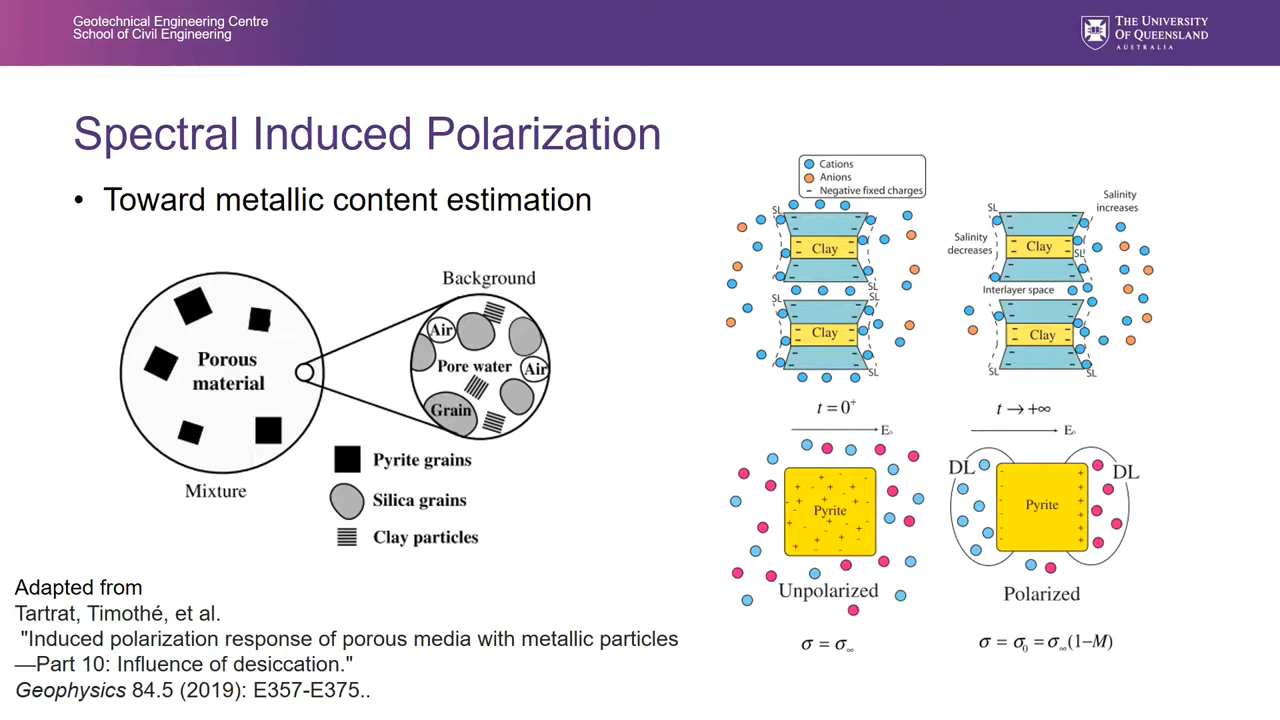 Geotechnical Engineering Centre
School of Civil Engineering
THE UNIVERSITY
OF QUEENSLAND
AUSTRALIA
Spectral Induced Polarization
• Toward metallic content estimation
Background
Air
Pore water
Air
Grain
Porous
material
Mixture
Pyrite grains
Silica grains
Clay particles
Cations
Anions
Negative fixed charges
SL
Clay
SL
SL
SL
Clay
SL
t = 0⁺
Salinity
increases
SL
Salinity
decreases
Clay
SL
Interlayer space
Clay
SL
SL
t → +∞
E₀
Pyrite
Unpolarized
σ = σ∞
E₀
DL
DL
Pyrite
Polarized
σ = σ₀ = σ∞(1−M)
Adapted from
Tartrat, Timothé, et al.
"Induced polarization response of porous media with metallic particles
—Part 10: Influence of desiccation."
Geophysics 84.5 (2019): E357-E375..